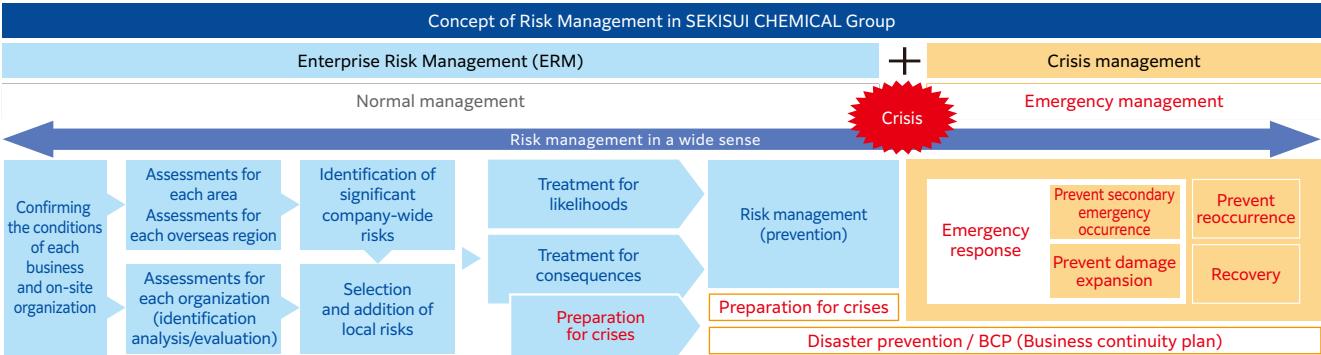 Concept of Risk Management in SEKISUI CHEMICAL Group
Enterprise Risk Management (ERM)
Crisis management
Normal management
Crisis
Emergency management
Risk management in a wide sense
Confirming
the conditions
of each
business
and on-site
organization
Assessments for
each area
Assessments for
each overseas region
Assessments for
each organization
(identification
analysis/evaluation)
Identification of
significant
company-wide
risks
Selection
and addition of
local risks
Treatment for
likelihoods
Treatment for
consequences
Preparation
for crises
Risk management
(prevention)
Preparation for crises
Emergency
response
Prevent secondary
emergency
occurrence
Prevent damage
expansion
Prevent
reoccurrence
Recovery
Disaster prevention / BCP (Business continuity plan)